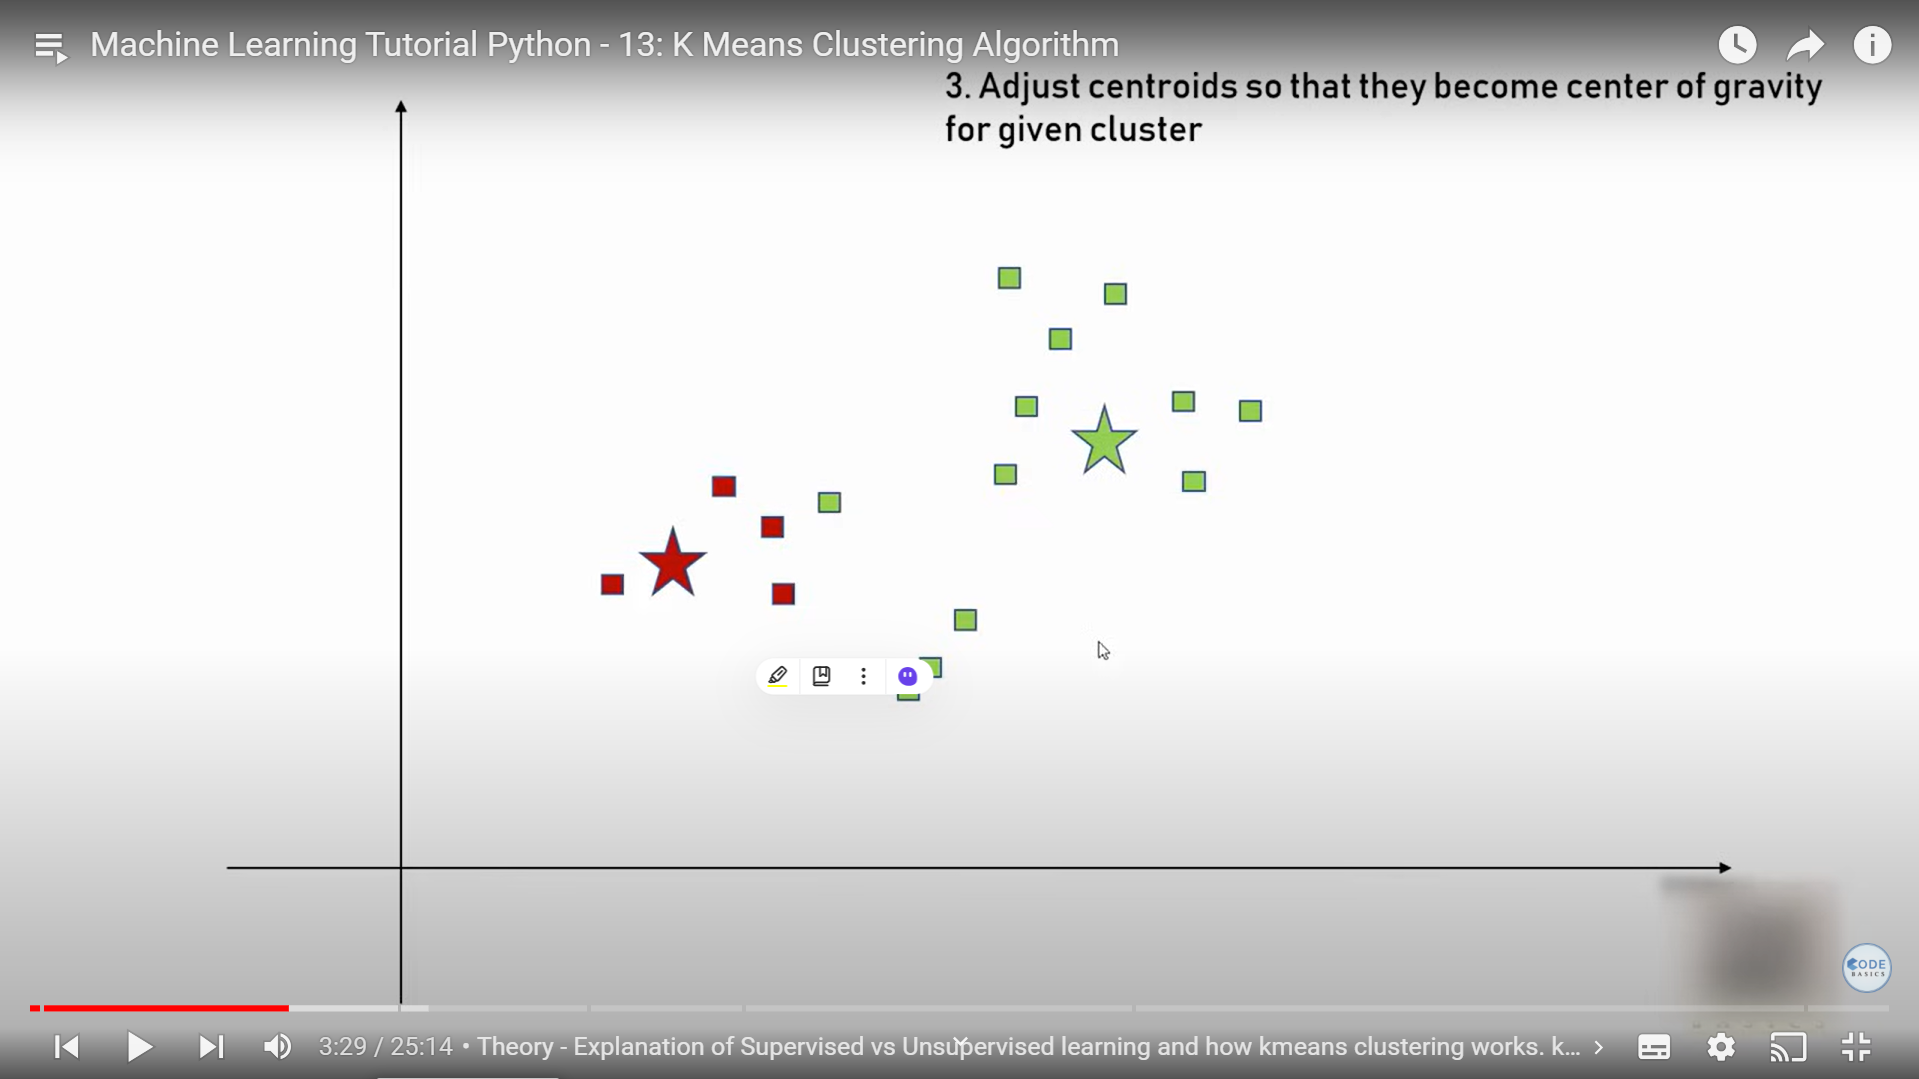 Machine Learning Tutorial Python - 13: K Means Clustering Algorithm
3. Adjust centroids so that they become center of gravity
for given cluster
CODE
BASICS
3:29 / 25:14 • Theory - Explanation of Supervised vs Unsupervised learning and how kmeans clustering works. k...